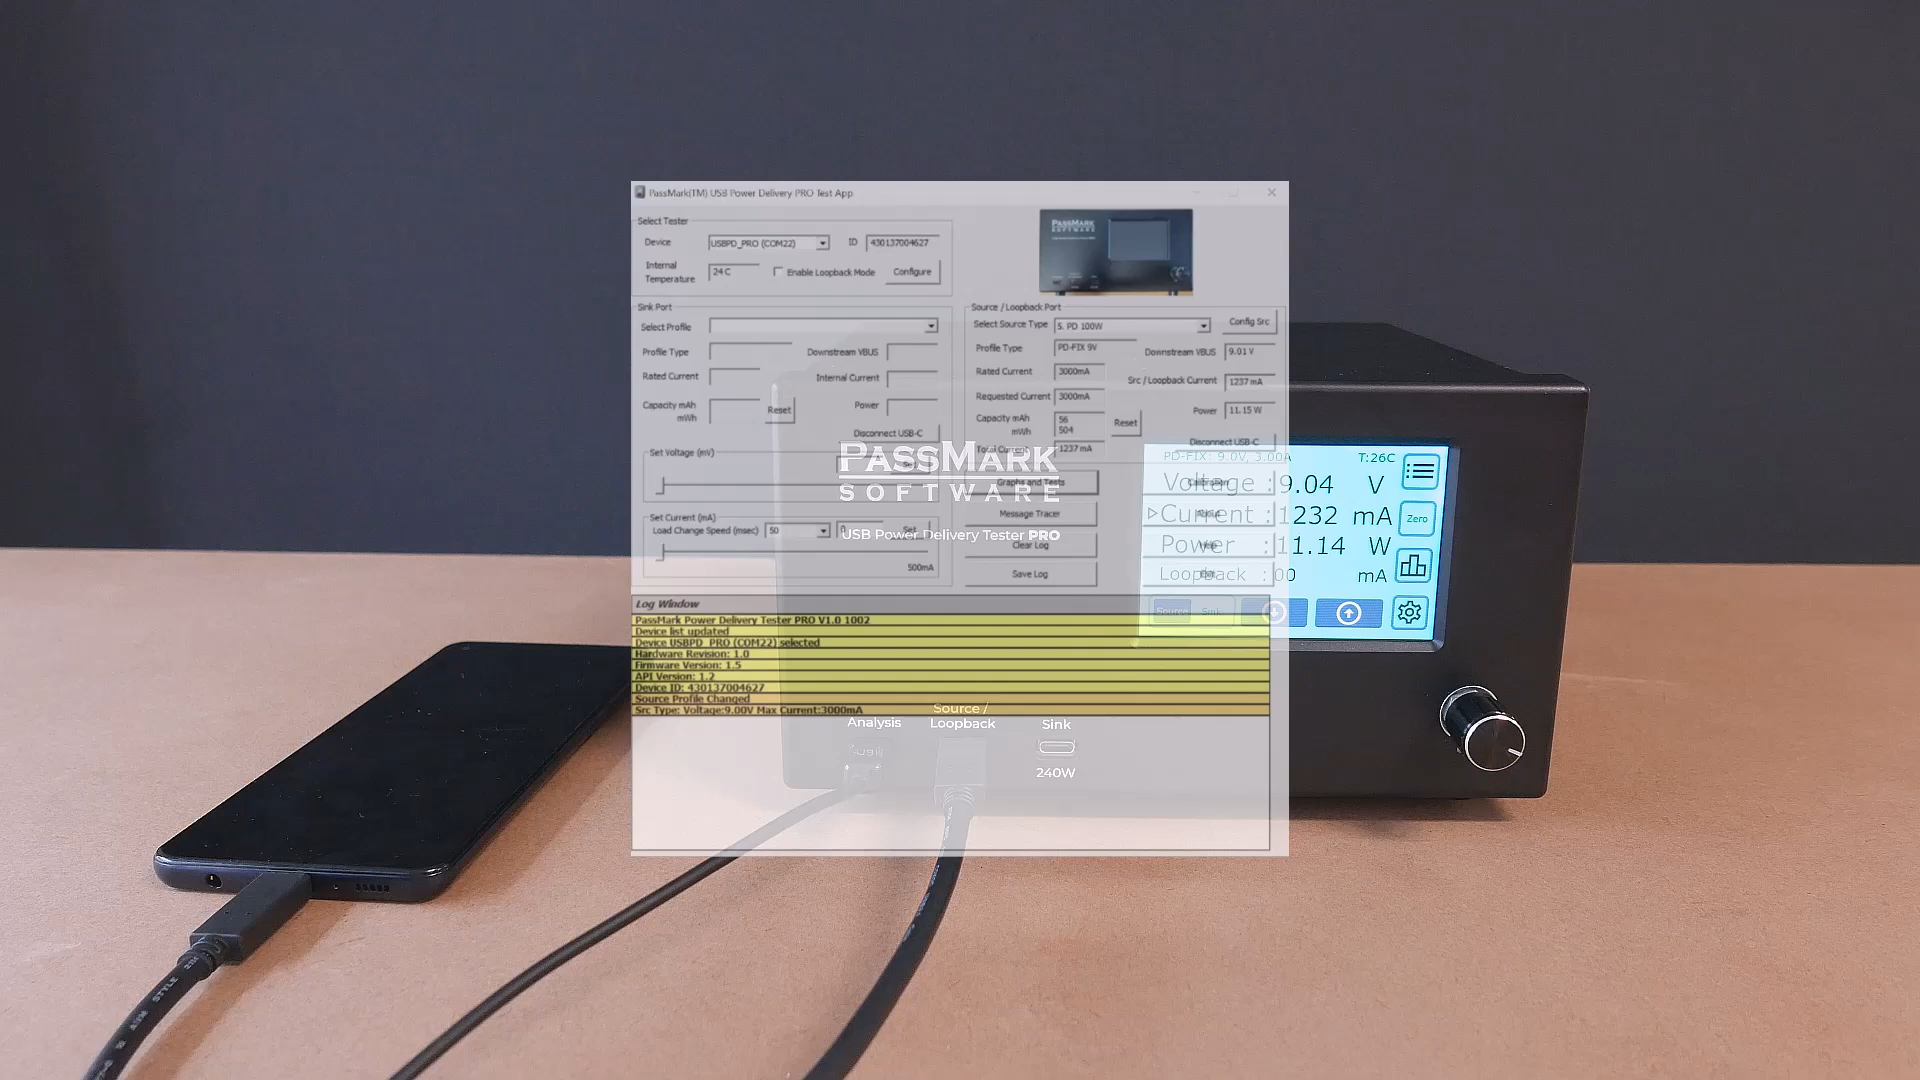 PassMark(TM) USB Power Delivery PRO Test App
Select Tester
Device USBPD_PRO (COM22) ID 430137004627
Internal Temperature 24 C Enable Loopback Mode Configure
PASSMARK SOFTWARE
Sink Port
Select Profile
Profile Type Downstream VBUS
Rated Current Internal Current
Capacity mAh mWh Reset Power
Disconnect USB-C
Set Voltage (mV)
Set Current (mA)
Load Change Speed (msec) 50 0 Set
500mA
Source / Loopback Port
Select Source Type 5. PD 100W Config Src
Profile Type PD-FIX 9V Downstream VBUS 9.01 V
Rated Current 3000mA Src / Loopback Current 1237 mA
Requested Current 3000mA
Capacity mAh 56 Reset Power 11.15 W
mWh 504
Total Current 1237 mA Disconnect USB-C
Graphs and Tests
Message Tracer
Clear Log
Save Log
Log Window
PassMark Power Delivery Tester PRO V1.0 1002
Device list updated
Device USBPD_PRO (COM22) selected
Hardware Revision: 1.0
Firmware Version: 1.5
API Version: 1.2
Device ID: 430137004627
Source Profile Changed
Src Type: Voltage:9.00V Max Current:3000mA
PASSMARK
SOFTWARE
USB Power Delivery Tester PRO
PD-FIX: 9.0V, 3.00A T:26C
Voltage : 9.04 V
Current : 1232 mA
Power : 11.14 W
Loopback : 00 mA
Zero
Source Sink
Analysis
Source / Loopback
Sink
240W
STYLE